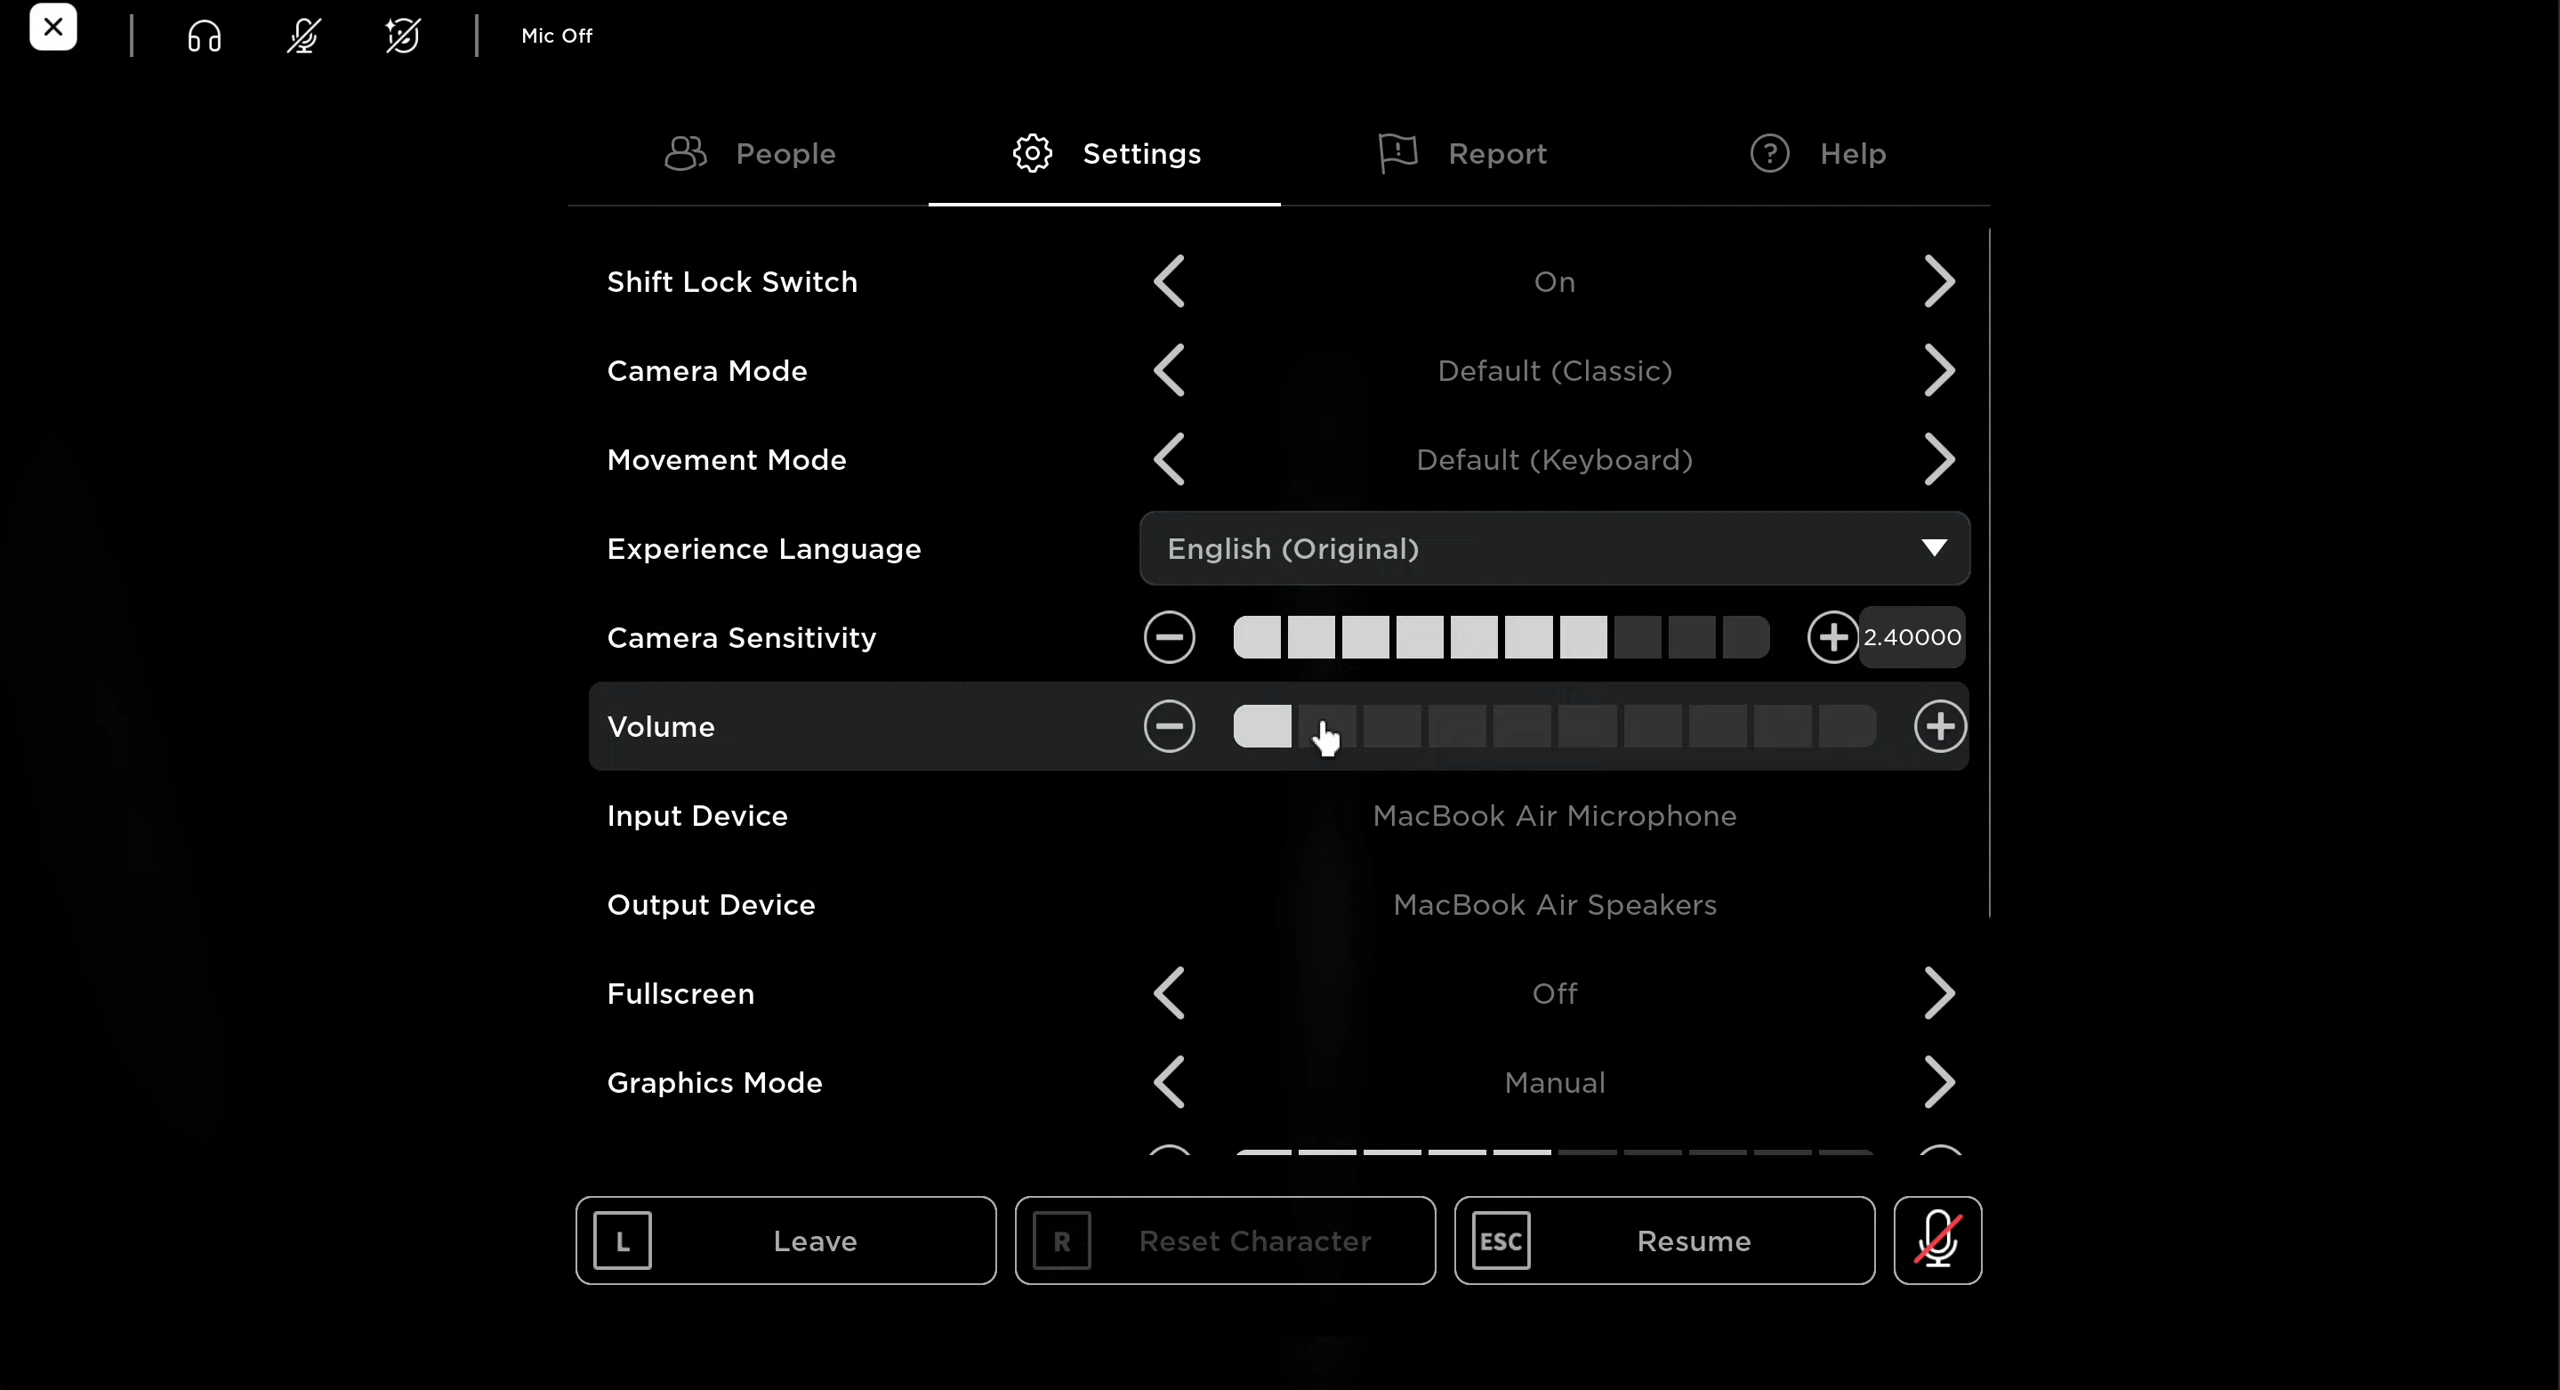 Mic Off
People Settings Report Help
Shift Lock Switch On
Camera Mode Default (Classic)
Movement Mode Default (Keyboard)
Experience Language English (Original)
Camera Sensitivity 2.40000
Volume
Input Device MacBook Air Microphone
Output Device MacBook Air Speakers
Fullscreen Off
Graphics Mode Manual
L Leave R Reset Character ESC Resume